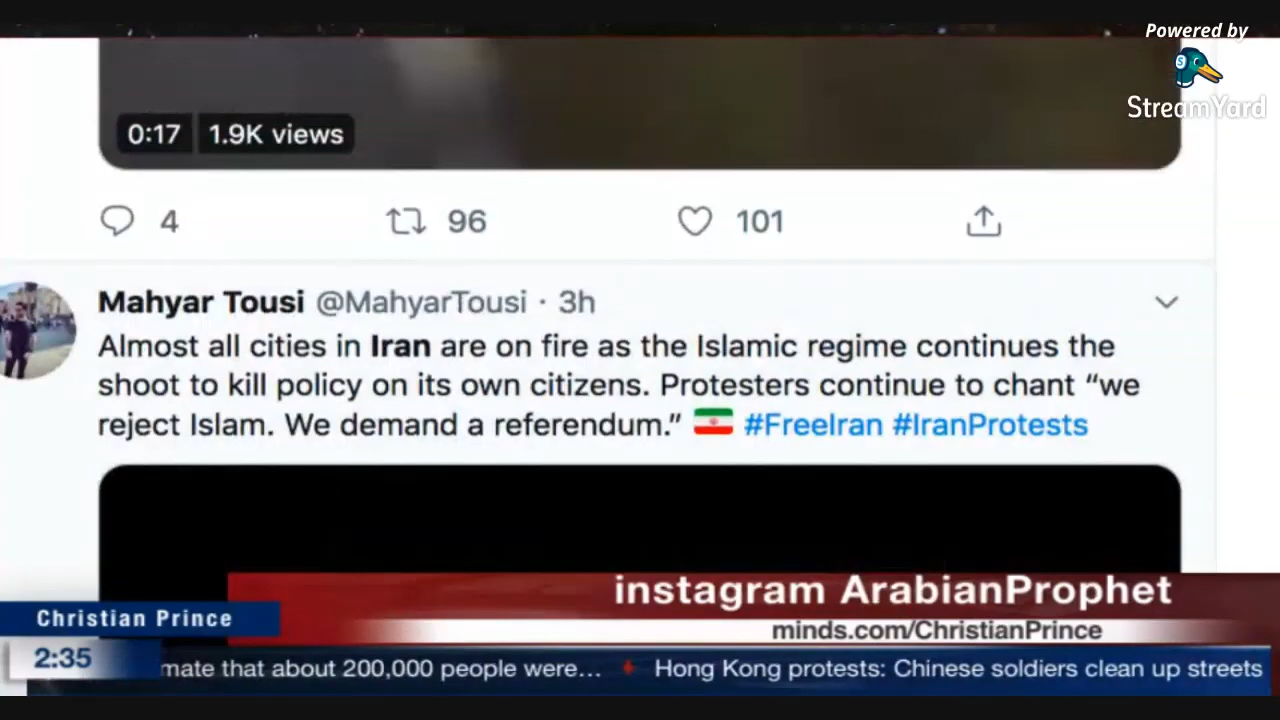 Powered by
StreamYard
0:17 1.9K views
4 96 101
Mahyar Tousi @MahyarTousi · 3h
Almost all cities in Iran are on fire as the Islamic regime continues the
shoot to kill policy on its own citizens. Protesters continue to chant “we
reject Islam. We demand a referendum.” #FreeIran #IranProtests
instagram ArabianProphet
Christian Prince
minds.com/ChristianPrince
2:35
mate that about 200,000 people were... Hong Kong protests: Chinese soldiers clean up streets